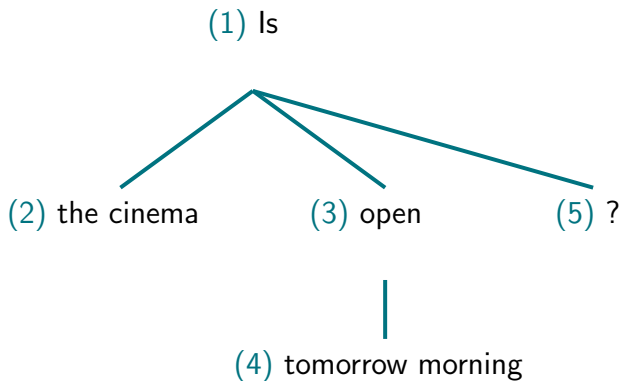 (1) Is
(2) the cinema (3) open (5) ?
(4) tomorrow morning